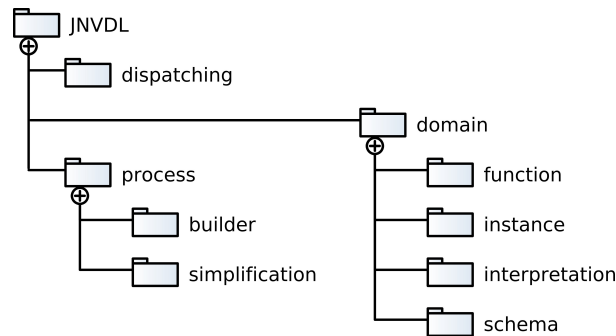 JNVDL
dispatching
domain
process
function
builder
instance
simplification
interpretation
schema